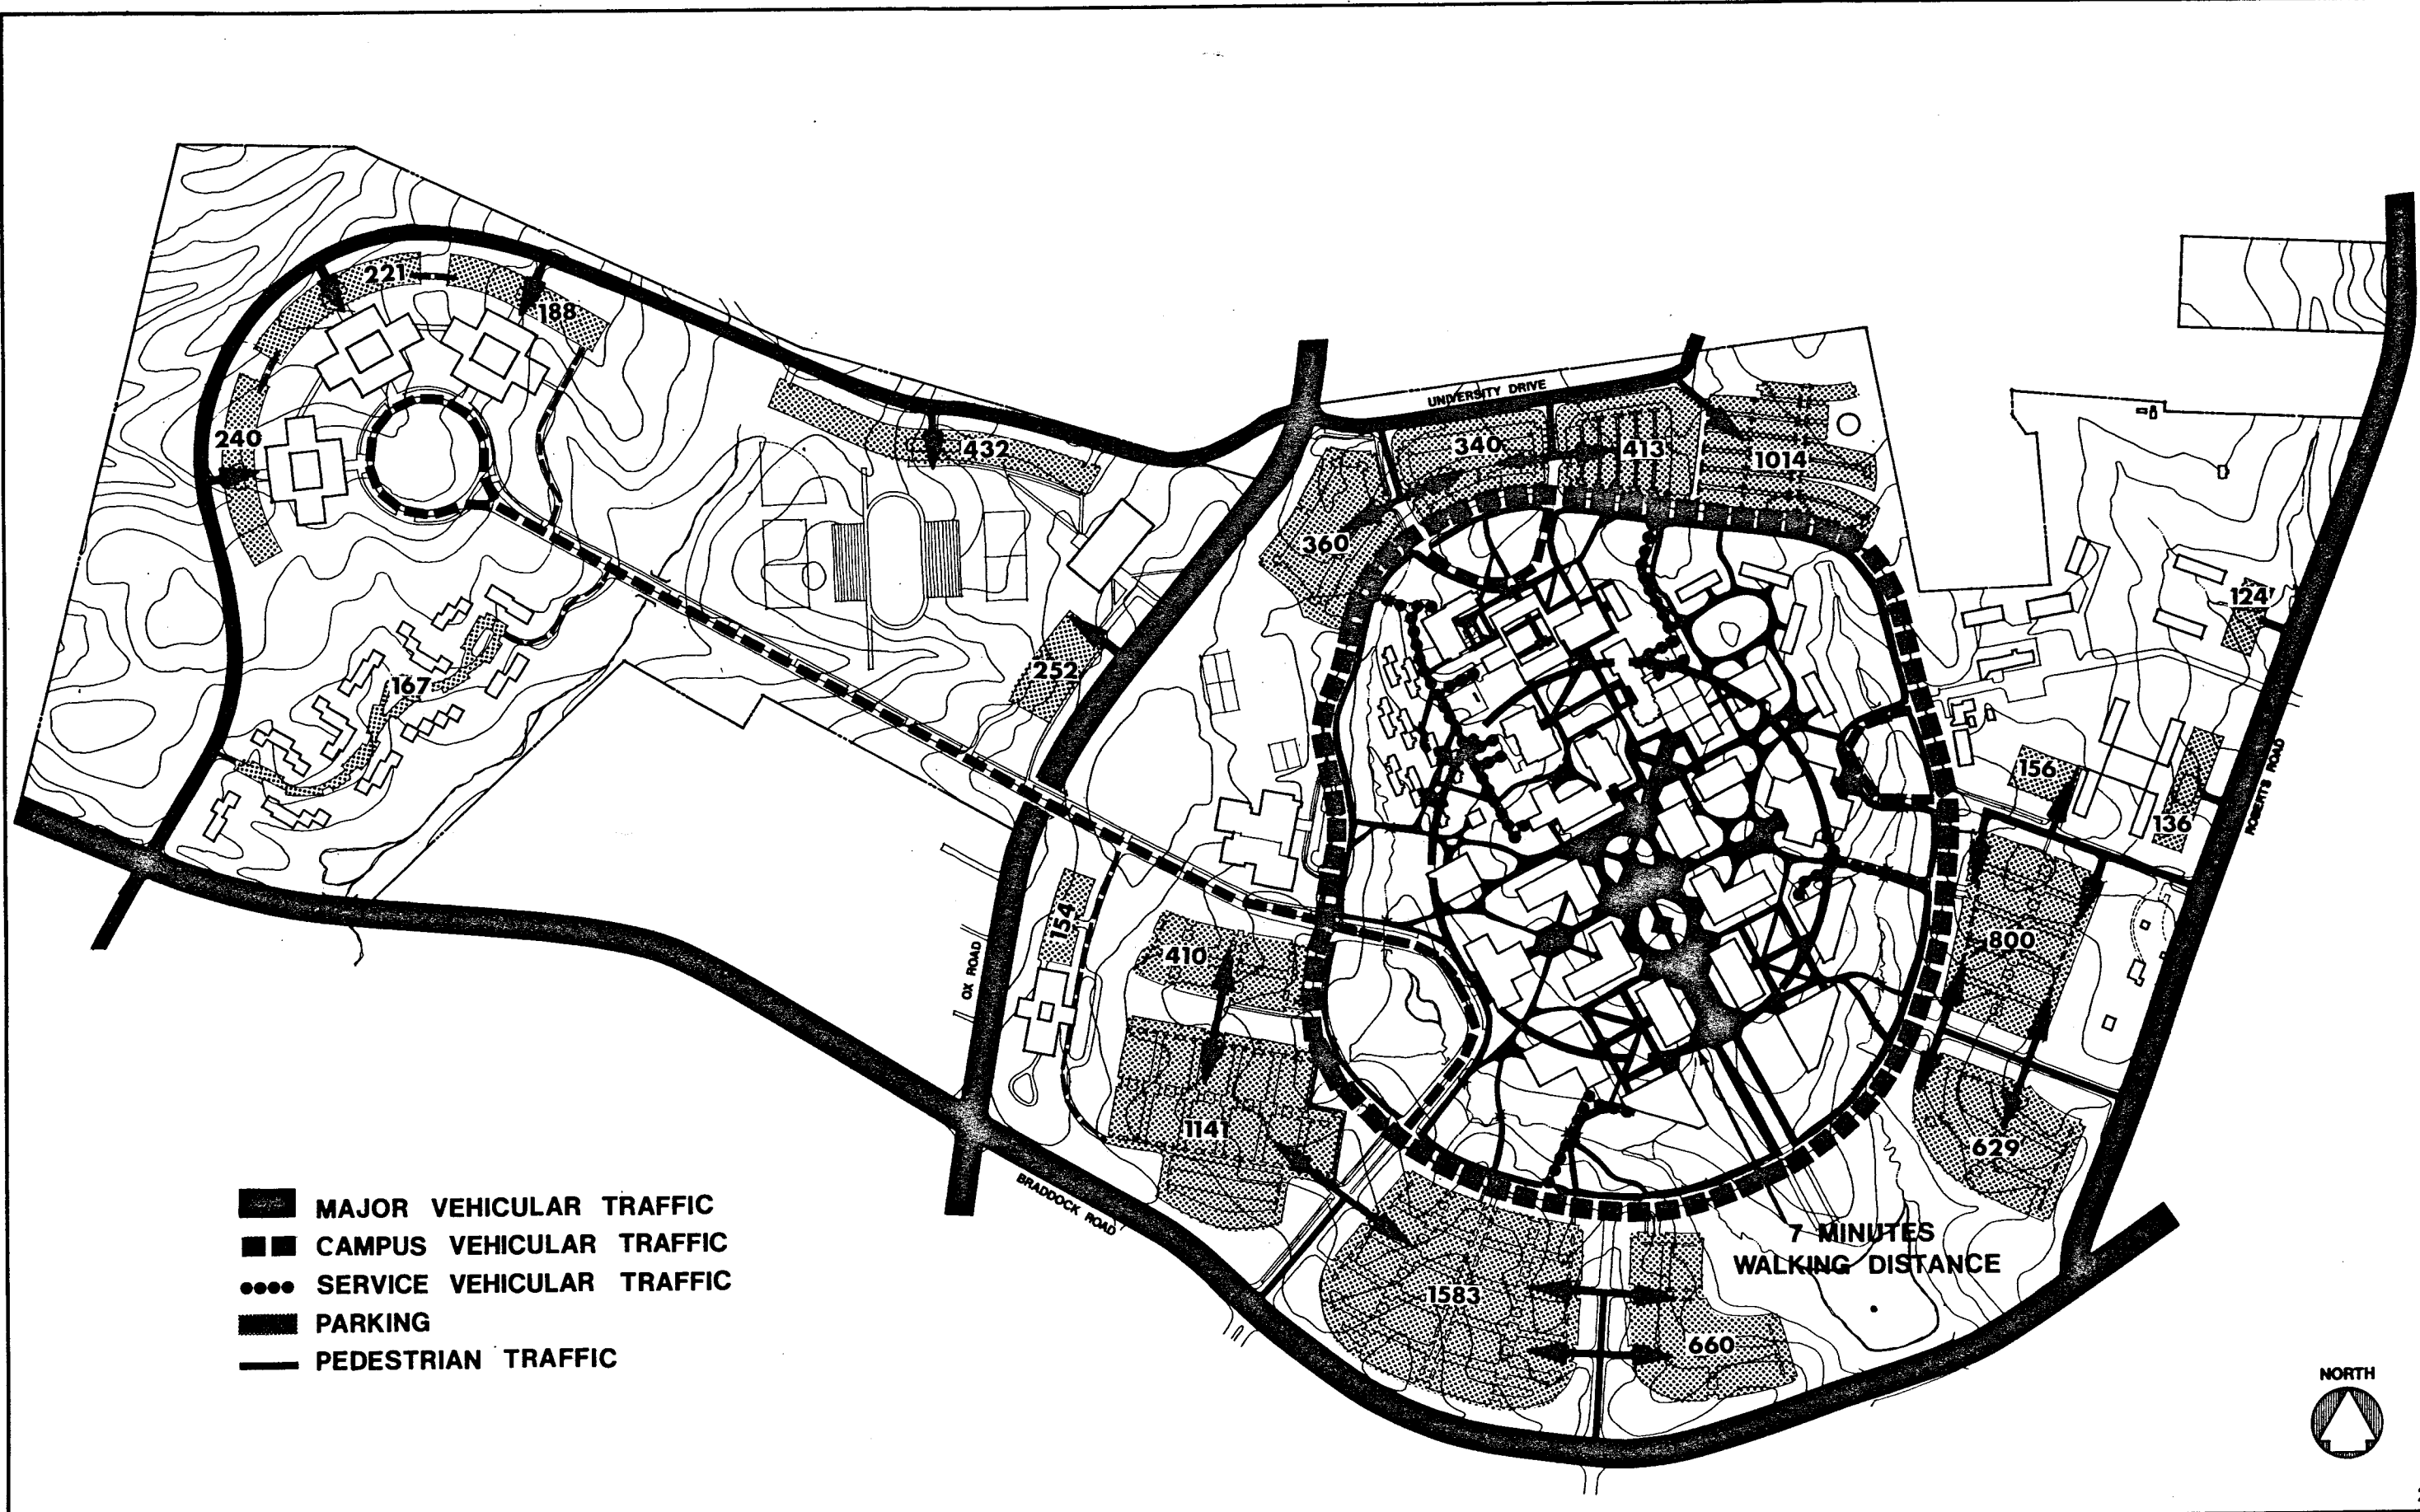 221
188
240
432
167
252
UNIVERSITY DRIVE
340
413
1014
360
124
156
136
ROBERTS ROAD
154
410
800
OX ROAD
1141
629
BRADDOCK ROAD
1583
660
7 MINUTES
WALKING DISTANCE
MAJOR VEHICULAR TRAFFIC
CAMPUS VEHICULAR TRAFFIC
SERVICE VEHICULAR TRAFFIC
PARKING
PEDESTRIAN TRAFFIC
NORTH